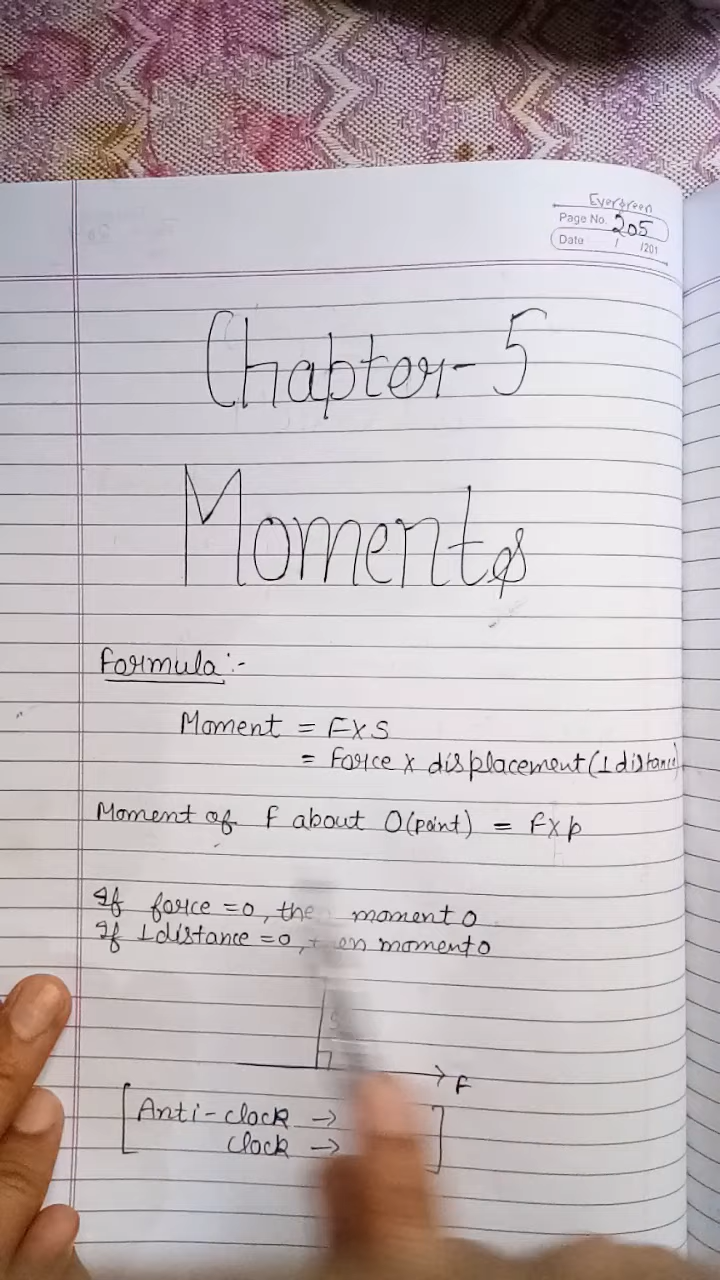 Evergreen
Page No. 205
Date / /201
Chapter-5
Moments
Formula :-
Moment = F x S
= Force x displacement (⊥ distance)
Moment of F about O (point) = F x p
If force = 0, the moment 0
If ⊥ distance = 0, en moment 0
F
Anti-clock →
Clock →